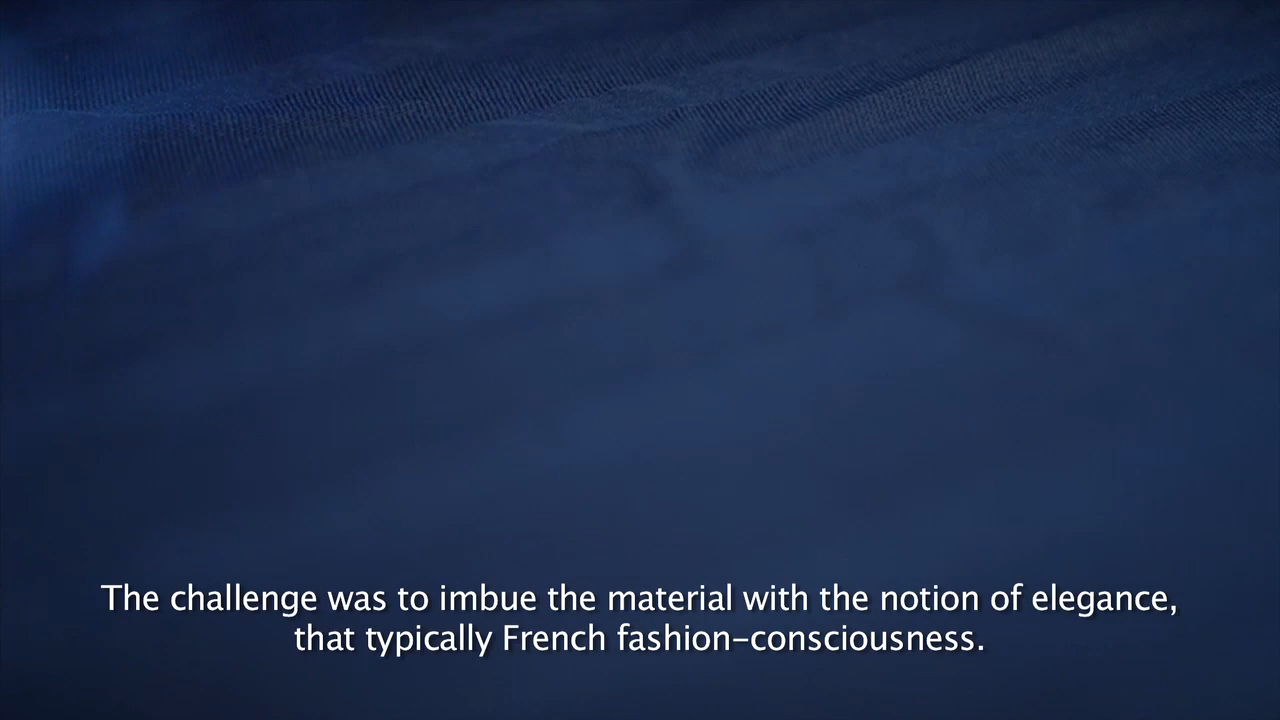 The challenge was to imbue the material with the notion of elegance,
that typically French fashion-consciousness.